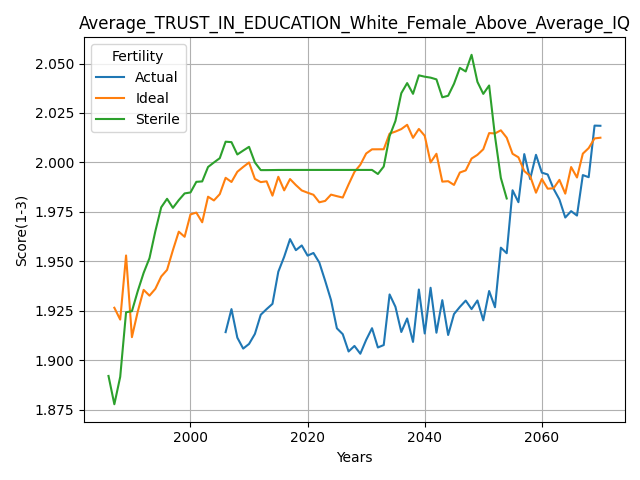 Average_TRUST_IN_EDUCATION_White_Female_Above_Average_IQ
Fertility
Actual
Ideal
Sterile
Score(1-3)
2.050
2.025
2.000
1.975
1.950
1.925
1.900
1.875
2000 2020 2040 2060
Years